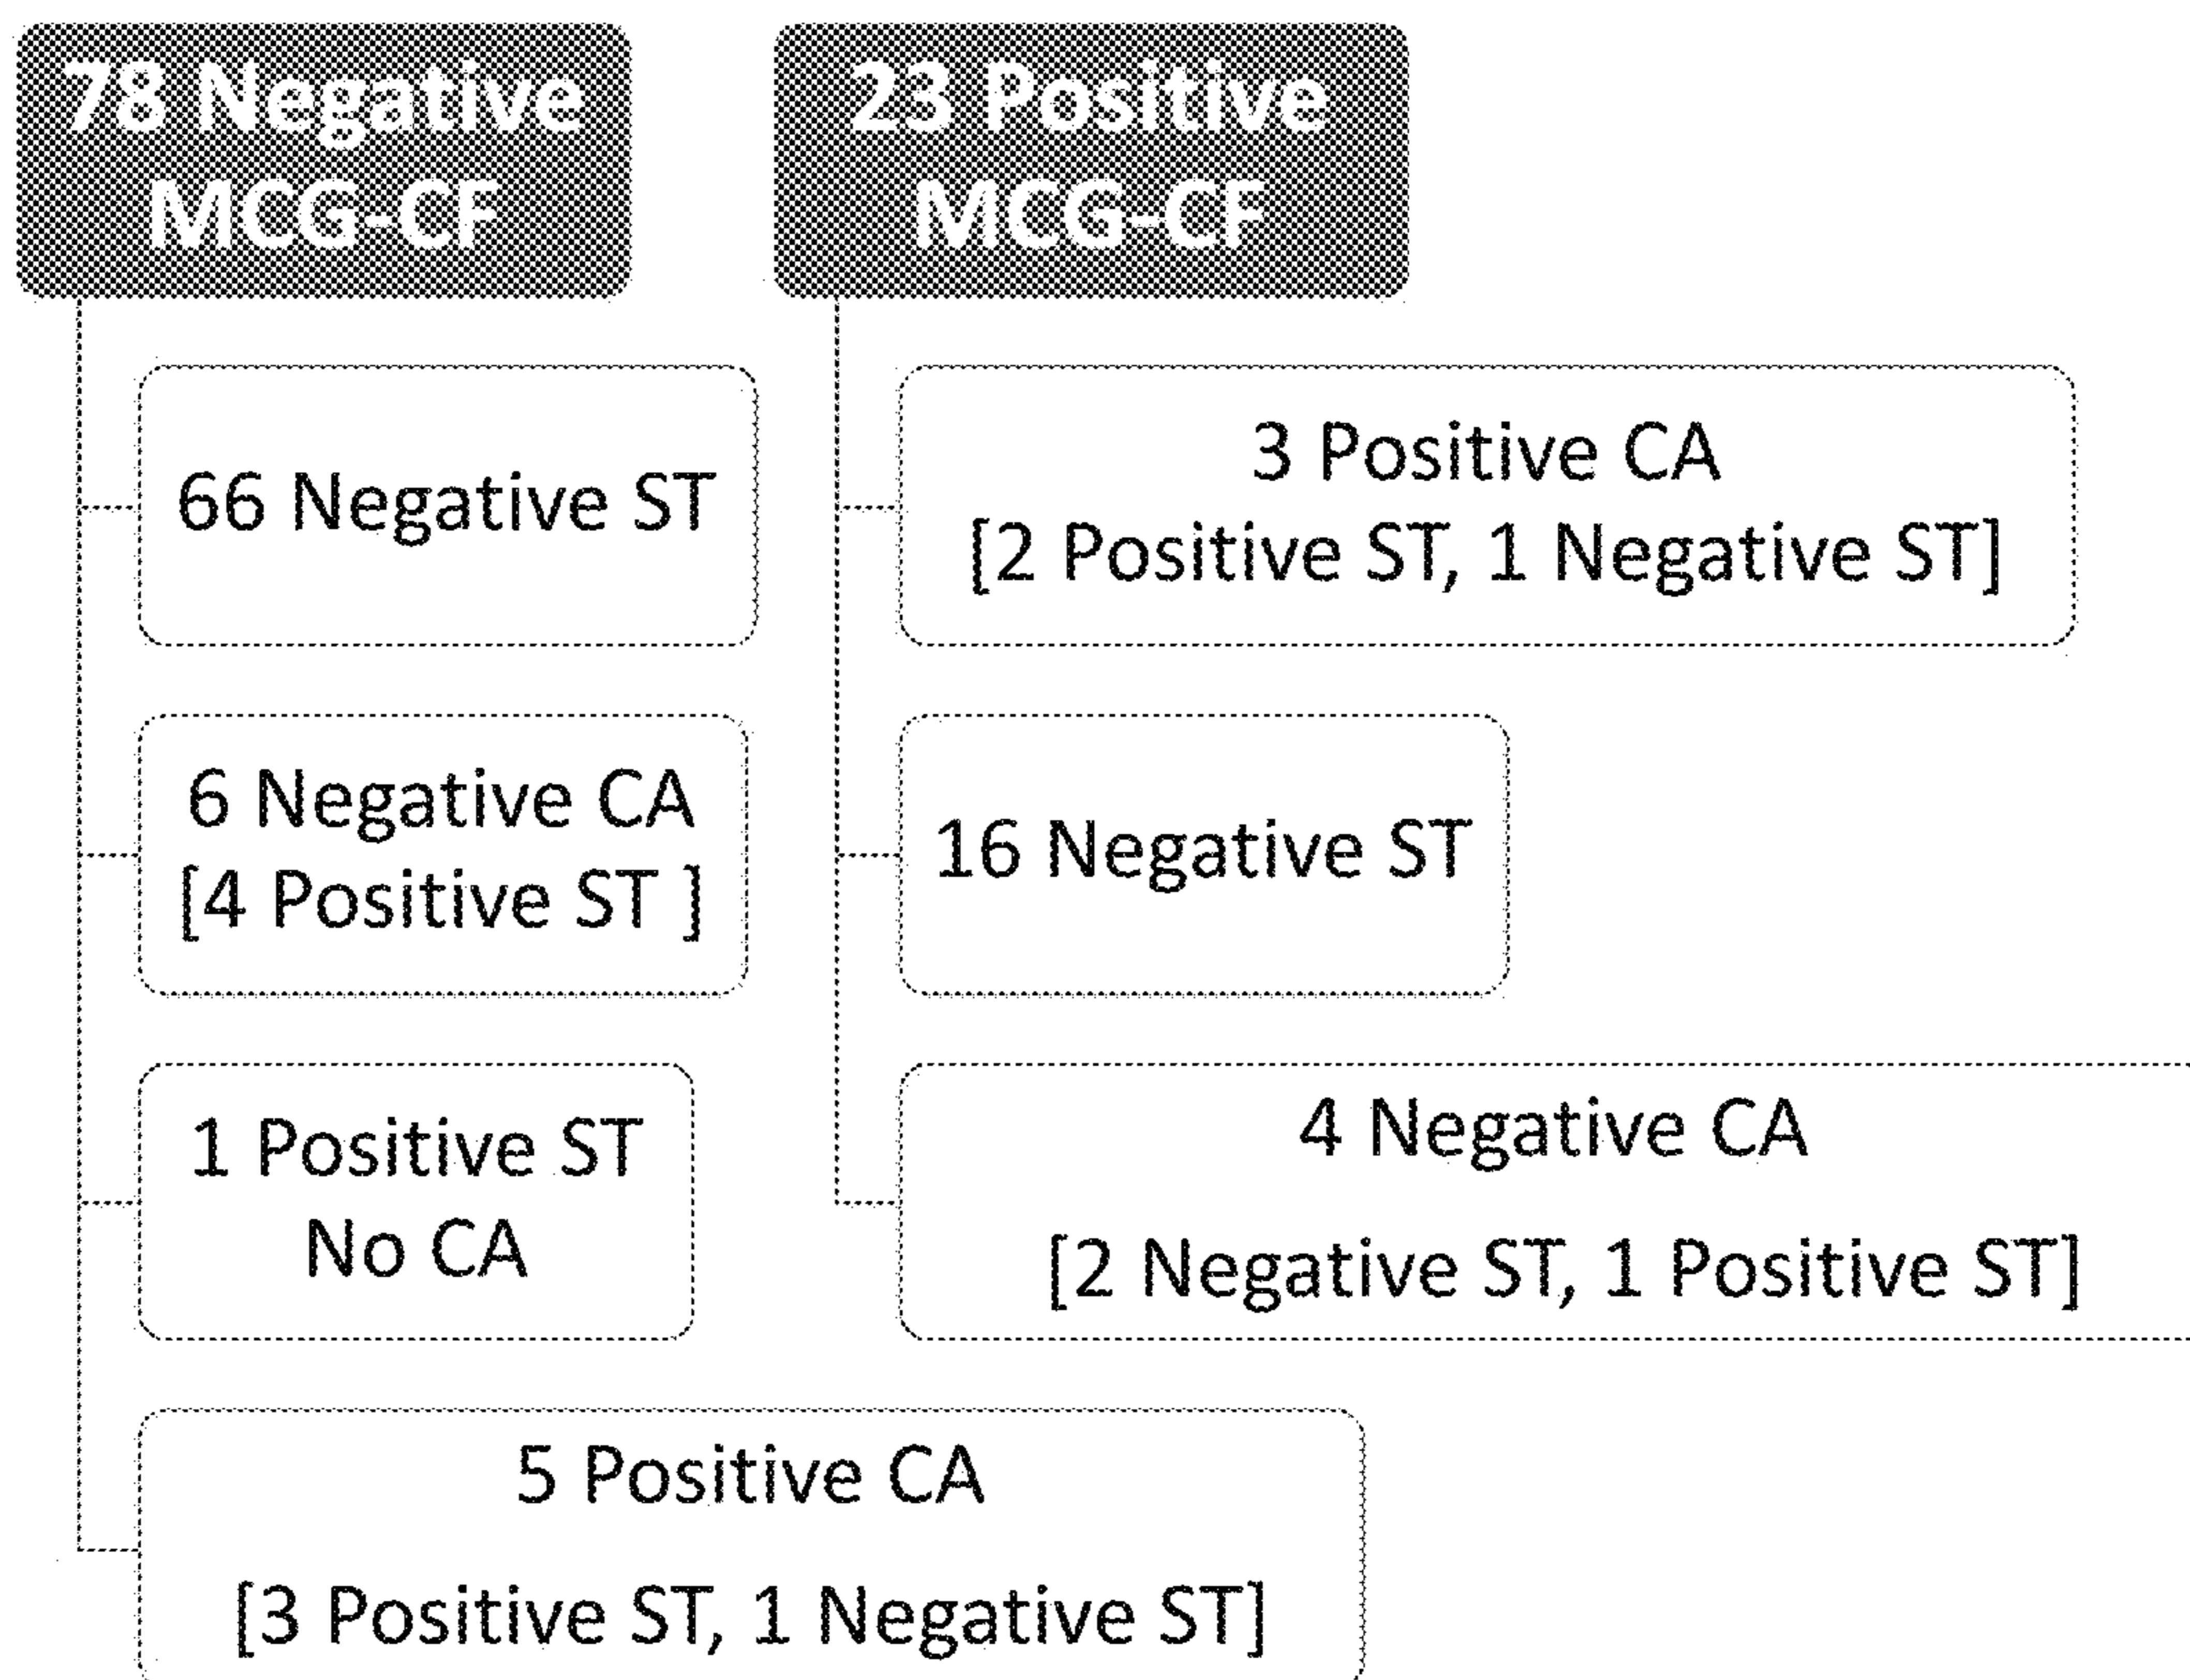 78 Negative
MCG-CF
66 Negative ST
6 Negative CA
[4 Positive ST ]
1 Positive ST
No CA
5 Positive CA
[3 Positive ST, 1 Negative ST]
23 Positive
MCG-CF
3 Positive CA
[2 Positive ST, 1 Negative ST]
16 Negative ST
4 Negative CA
[2 Negative ST, 1 Positive ST]